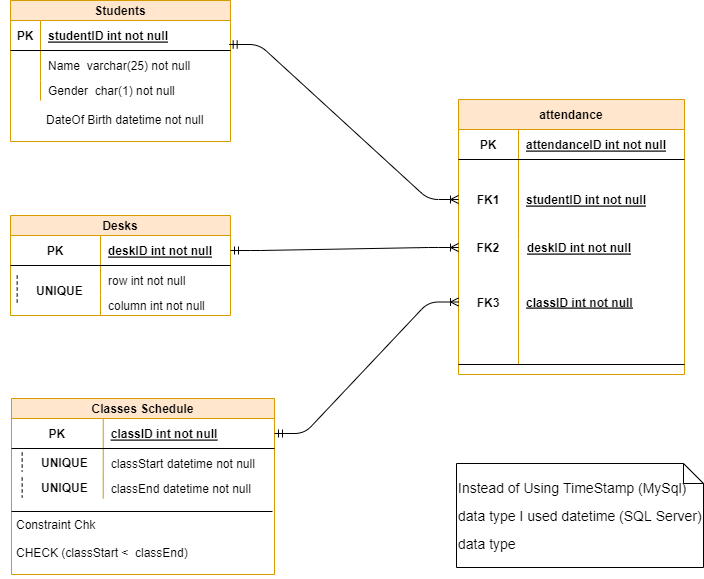 Students
PK studentID int not null
Name varchar(25) not null
Gender char(1) not null
DateOf Birth datetime not null
attendance
PK attendanceID int not null
FK1 studentID int not null
FK2 deskID int not null
FK3 classID int not null
Desks
PK deskID int not null
UNIQUE
row int not null
column int not null
Classes Schedule
PK classID int not null
UNIQUE classStart datetime not null
UNIQUE classEnd datetime not null
Constraint Chk
CHECK (classStart < classEnd)
Instead of Using TimeStamp (MySql)
data type I used datetime (SQL Server)
data type